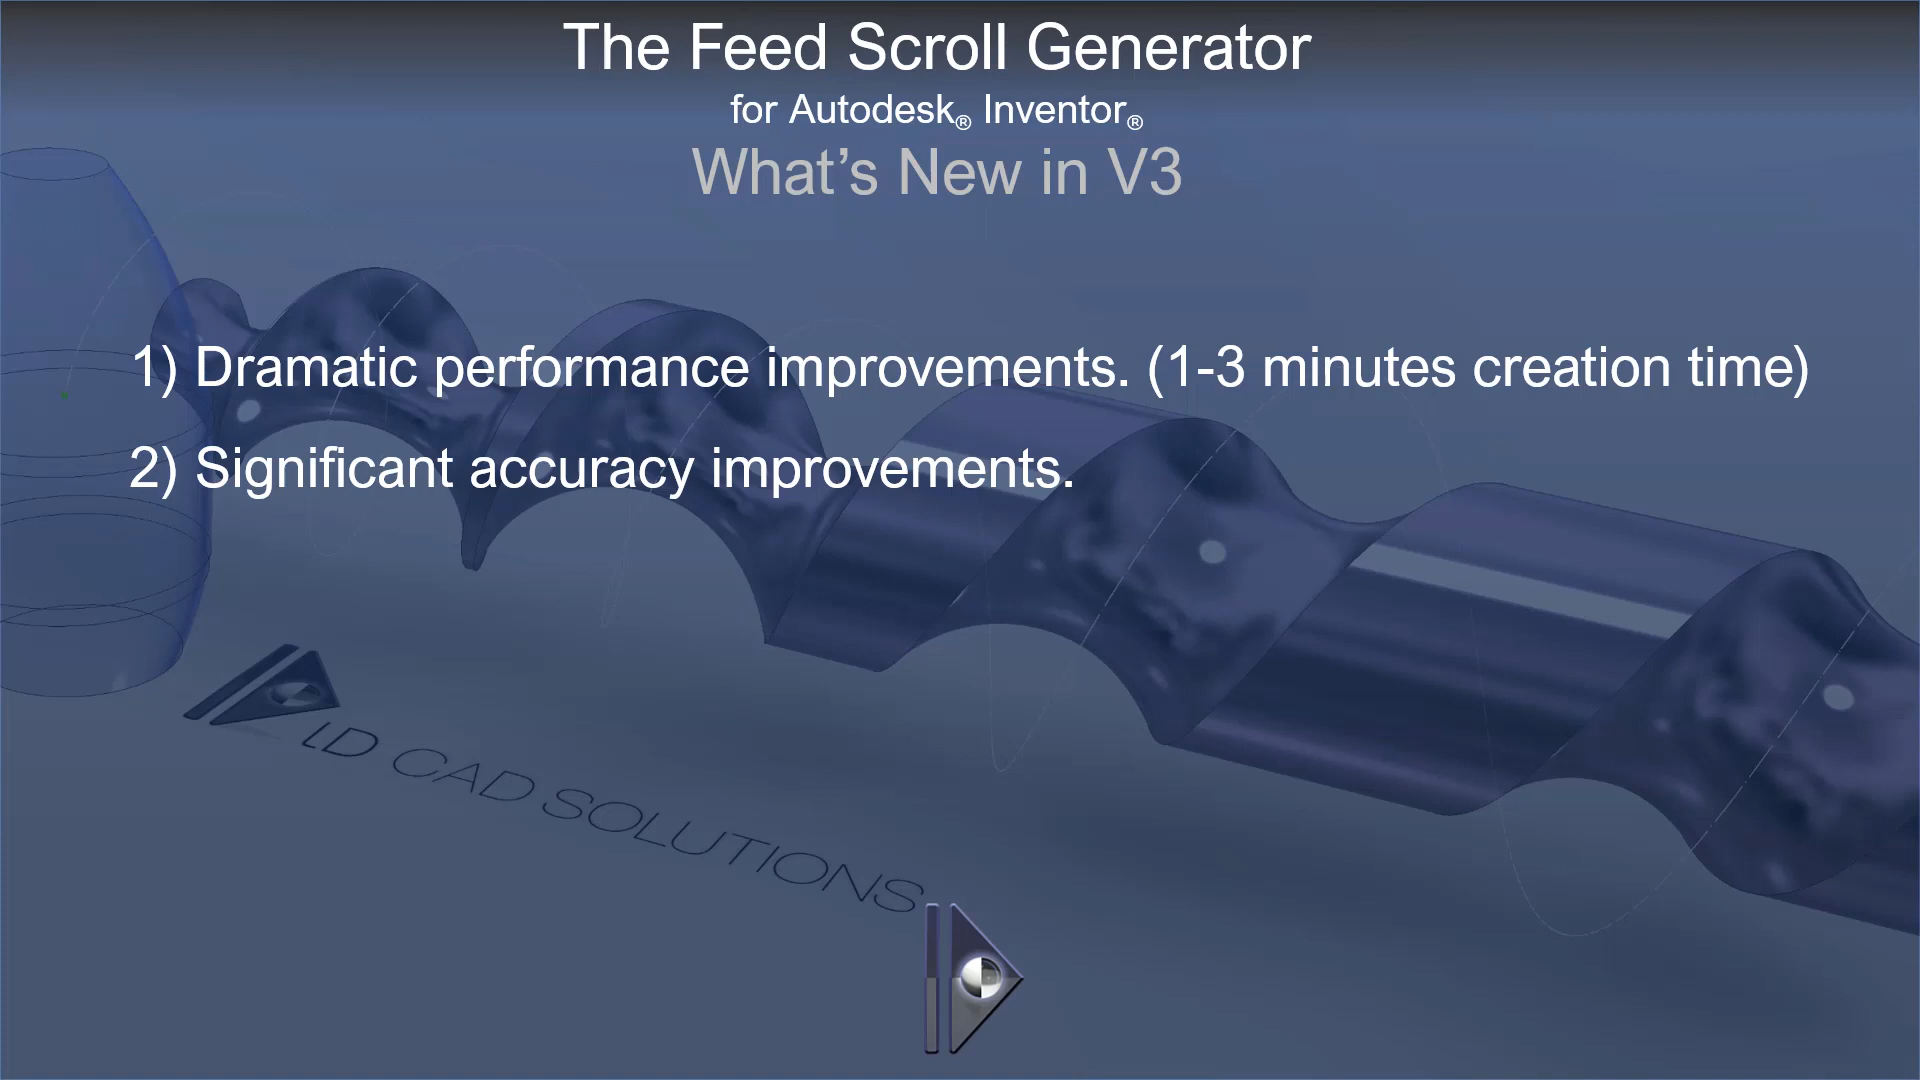 The Feed Scroll Generator
for Autodesk® Inventor®
What’s New in V3
1) Dramatic performance improvements. (1-3 minutes creation time)
2) Significant accuracy improvements.
LD CAD SOLUTIONS